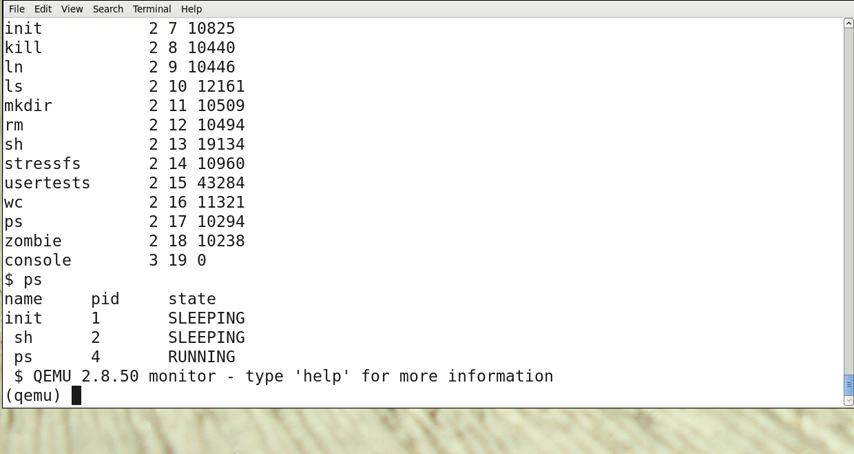 File Edit View Search Terminal Help
init 2 7 10825
kill 2 8 10440
ln 2 9 10446
ls 2 10 12161
mkdir 2 11 10509
rm 2 12 10494
sh 2 13 19134
stressfs 2 14 10960
usertests 2 15 43284
wc 2 16 11321
ps 2 17 10294
zombie 2 18 10238
console 3 19 0
$ ps
name pid state
init 1 SLEEPING
sh 2 SLEEPING
ps 4 RUNNING
$ QEMU 2.8.50 monitor - type 'help' for more information
(qemu)